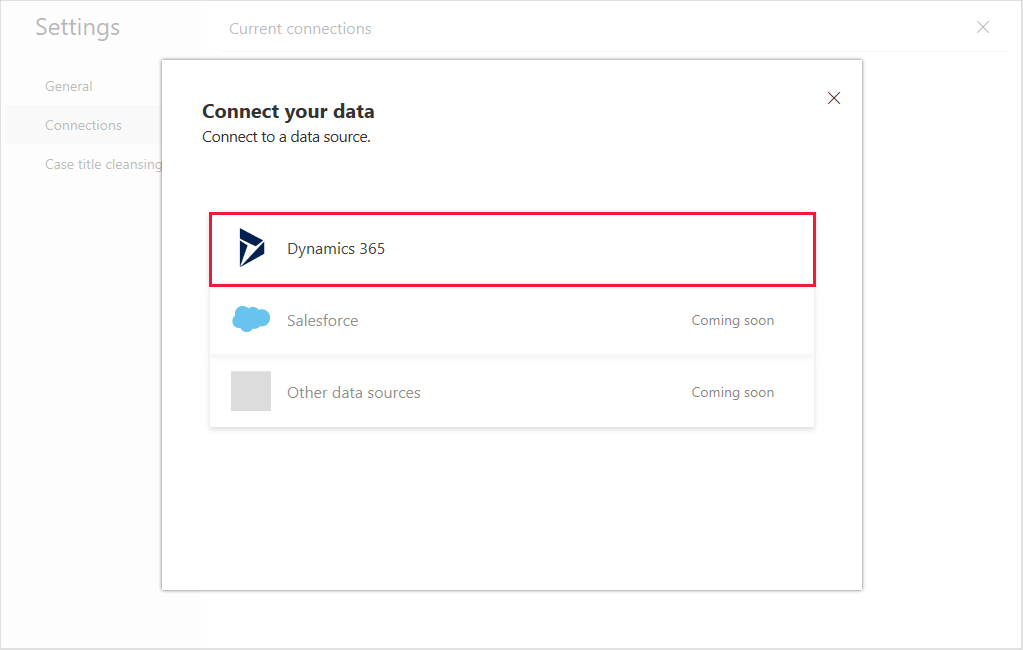 Settings
Current connections
General
Connections
Case title cleansing
Connect your data
Connect to a data source.
Dynamics 365
Salesforce
Coming soon
Other data sources
Coming soon